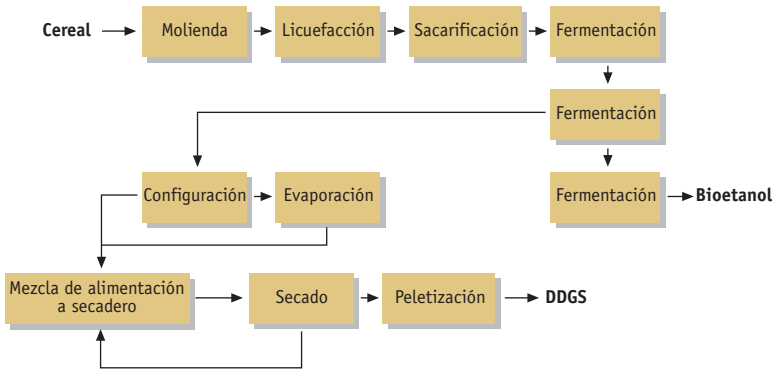 Cereal
Molienda
Licuefacción
Sacarificación
Fermentación
Fermentación
Configuración
Evaporación
Fermentación
Bioetanol
Mezcla de alimentación
a secadero
Secado
Peletización
DDGS